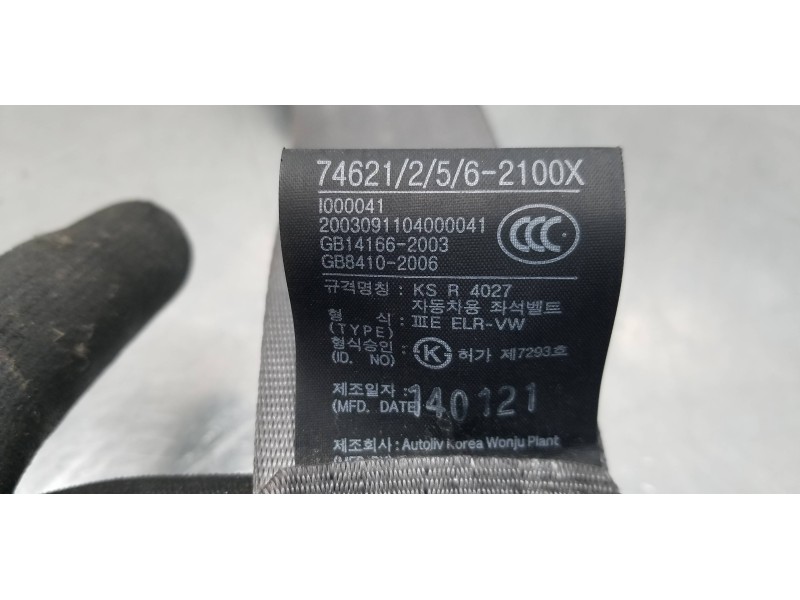 74621/2/5/6-2100X
I000041
2003091104000041
GB14166-2003
GB8410-2006
CCC
규격명칭 : KS R 4027
자동차용 좌석벨트
형 식 : ⅢE ELR-VW
(TYPE)
형식승인 : K 허가 제7293호
(ID. NO)
제조일자 : 140121
(MFD. DATE)
제조회사 : Autoliv Korea Wonju Plant